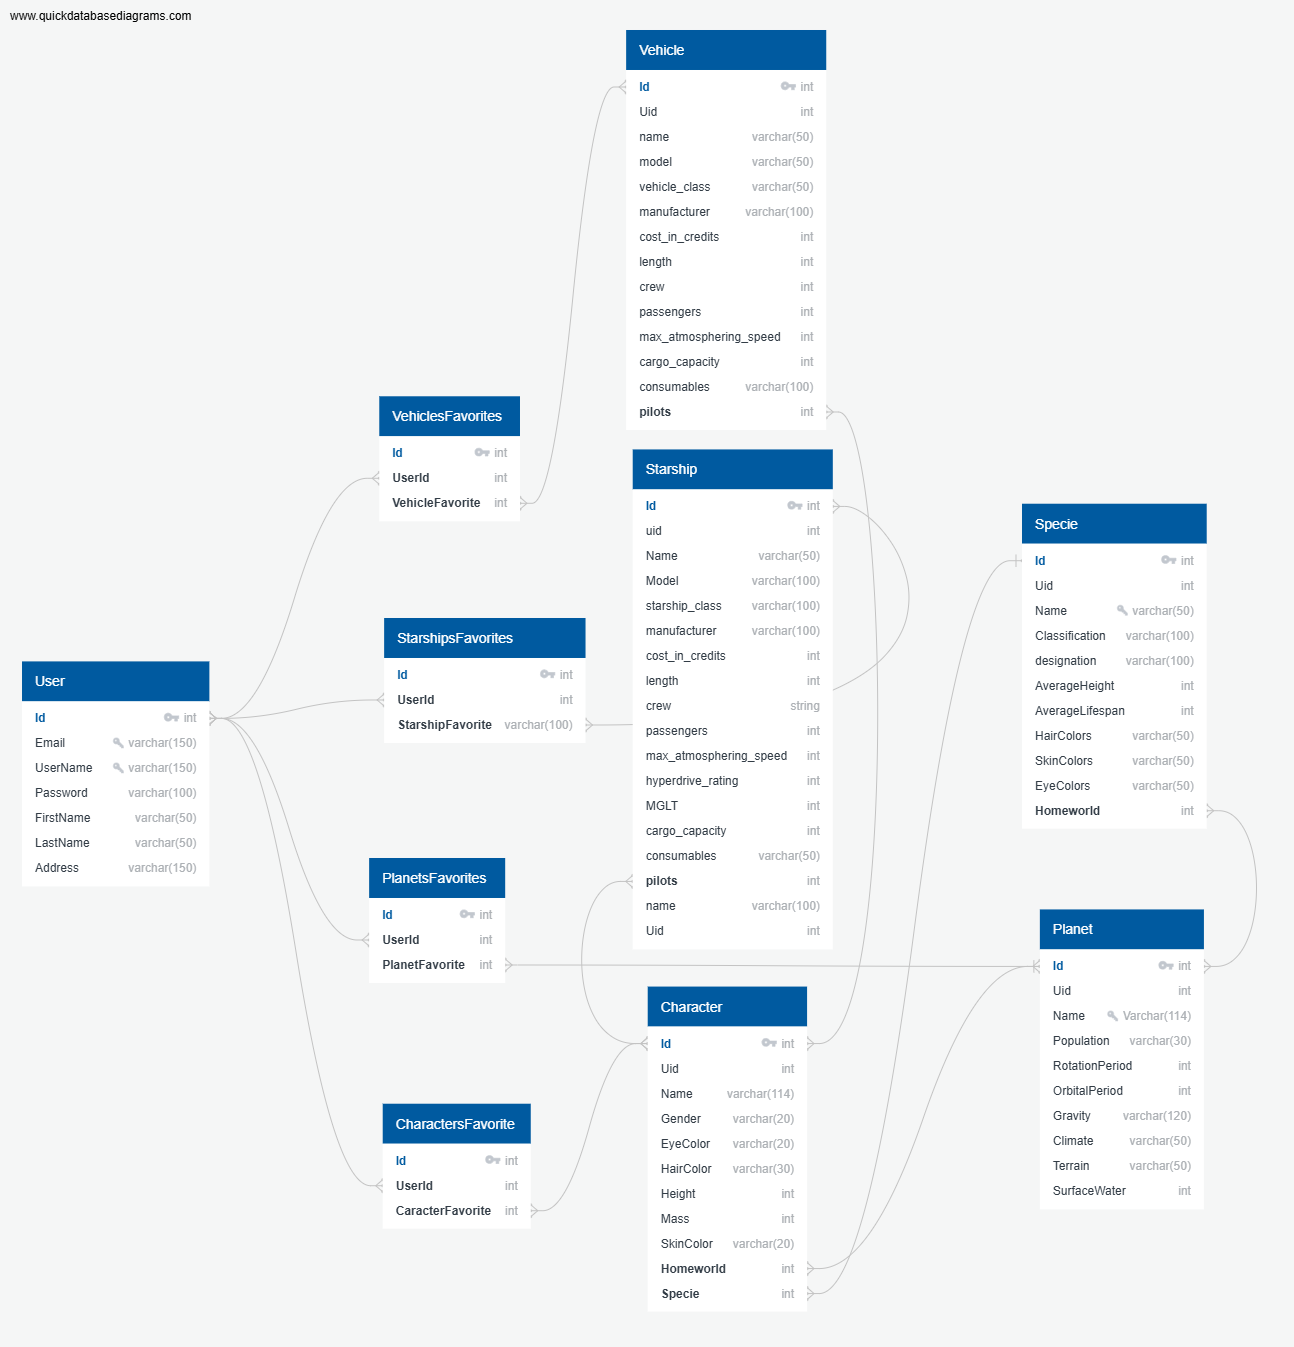 www.quickdatabasediagrams.com
Vehicle
Id int
Uid int
name varchar(50)
model varchar(50)
vehicle_class varchar(50)
manufacturer varchar(100)
cost_in_credits int
length int
crew int
passengers int
max_atmosphering_speed int
cargo_capacity int
consumables varchar(100)
pilots int
VehiclesFavorites
Id int
UserId int
VehicleFavorite int
Starship
Id int
uid int
Name varchar(50)
Model varchar(100)
starship_class varchar(100)
manufacturer varchar(100)
cost_in_credits int
length int
crew string
passengers int
max_atmosphering_speed int
hyperdrive_rating int
MGLT int
cargo_capacity int
consumables varchar(50)
pilots int
name varchar(100)
Uid int
Specie
Id int
Uid int
Name varchar(50)
Classification varchar(100)
designation varchar(100)
AverageHeight int
AverageLifespan int
HairColors varchar(50)
SkinColors varchar(50)
EyeColors varchar(50)
Homeworld int
StarshipsFavorites
Id int
UserId int
StarshipFavorite varchar(100)
User
Id int
Email varchar(150)
UserName varchar(150)
Password varchar(100)
FirstName varchar(50)
LastName varchar(50)
Address varchar(150)
PlanetsFavorites
Id int
UserId int
PlanetFavorite int
Planet
Id int
Uid int
Name Varchar(114)
Population varchar(30)
RotationPeriod int
OrbitalPeriod int
Gravity varchar(120)
Climate varchar(50)
Terrain varchar(50)
SurfaceWater int
Character
Id int
Uid int
Name varchar(114)
Gender varchar(20)
EyeColor varchar(20)
HairColor varchar(30)
Height int
Mass int
SkinColor varchar(20)
Homeworld int
Specie int
CharactersFavorite
Id int
UserId int
CaracterFavorite int